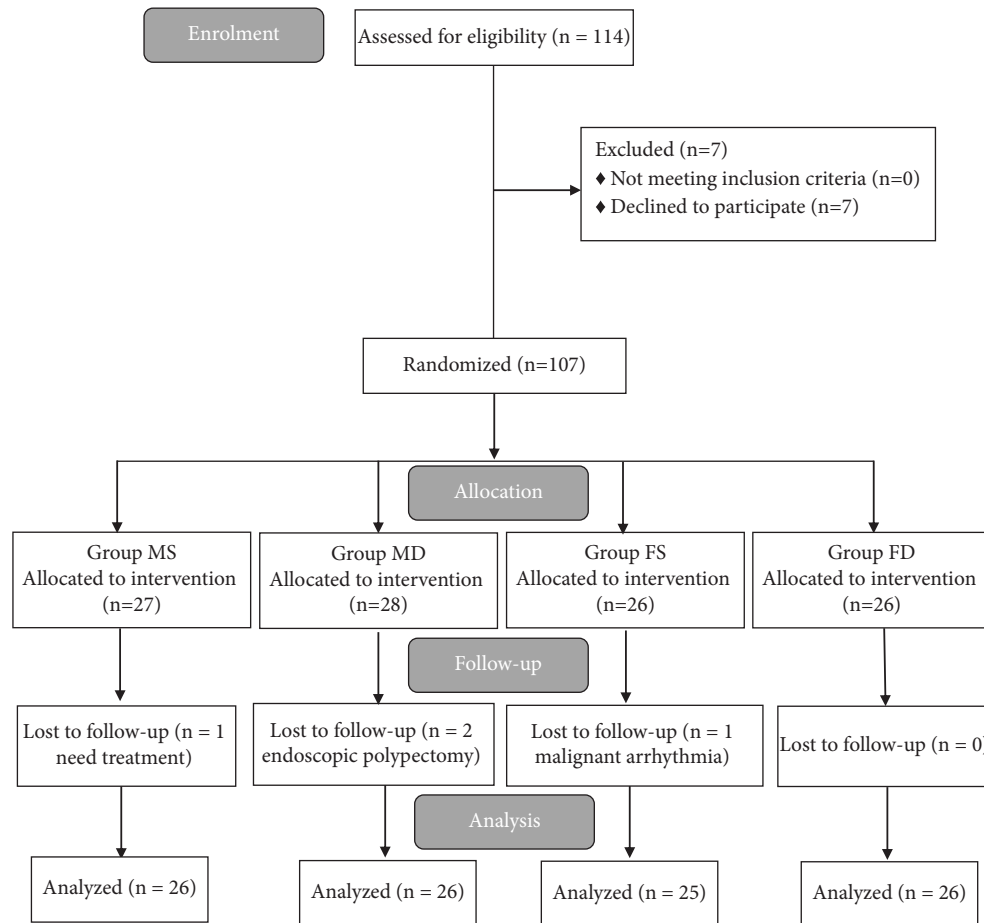 Enrolment
Assessed for eligibility (n = 114)
Excluded (n=7)
♦ Not meeting inclusion criteria (n=0)
♦ Declined to participate (n=7)
Randomized (n=107)
Allocation
Group MS
Allocated to intervention
(n=27)
Group MD
Allocated to intervention
(n=28)
Group FS
Allocated to intervention
(n=26)
Group FD
Allocated to intervention
(n=26)
Follow-up
Lost to follow-up (n = 1
need treatment)
Lost to follow-up (n = 2
endoscopic polypectomy)
Lost to follow-up (n = 1
malignant arrhythmia)
Lost to follow-up (n = 0)
Analysis
Analyzed (n = 26)
Analyzed (n = 26)
Analyzed (n = 25)
Analyzed (n = 26)